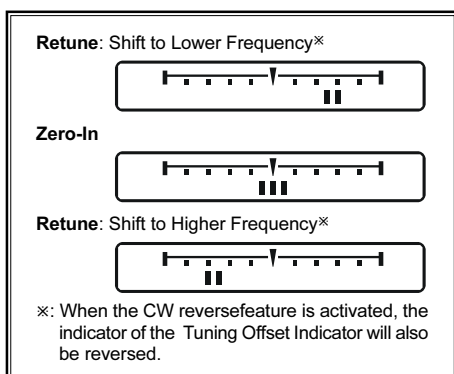 Retune: Shift to Lower Frequency※
Zero-In
Retune: Shift to Higher Frequency※
※: When the CW reversefeature is activated, the
indicator of the Tuning Offset Indicator will also
be reversed.